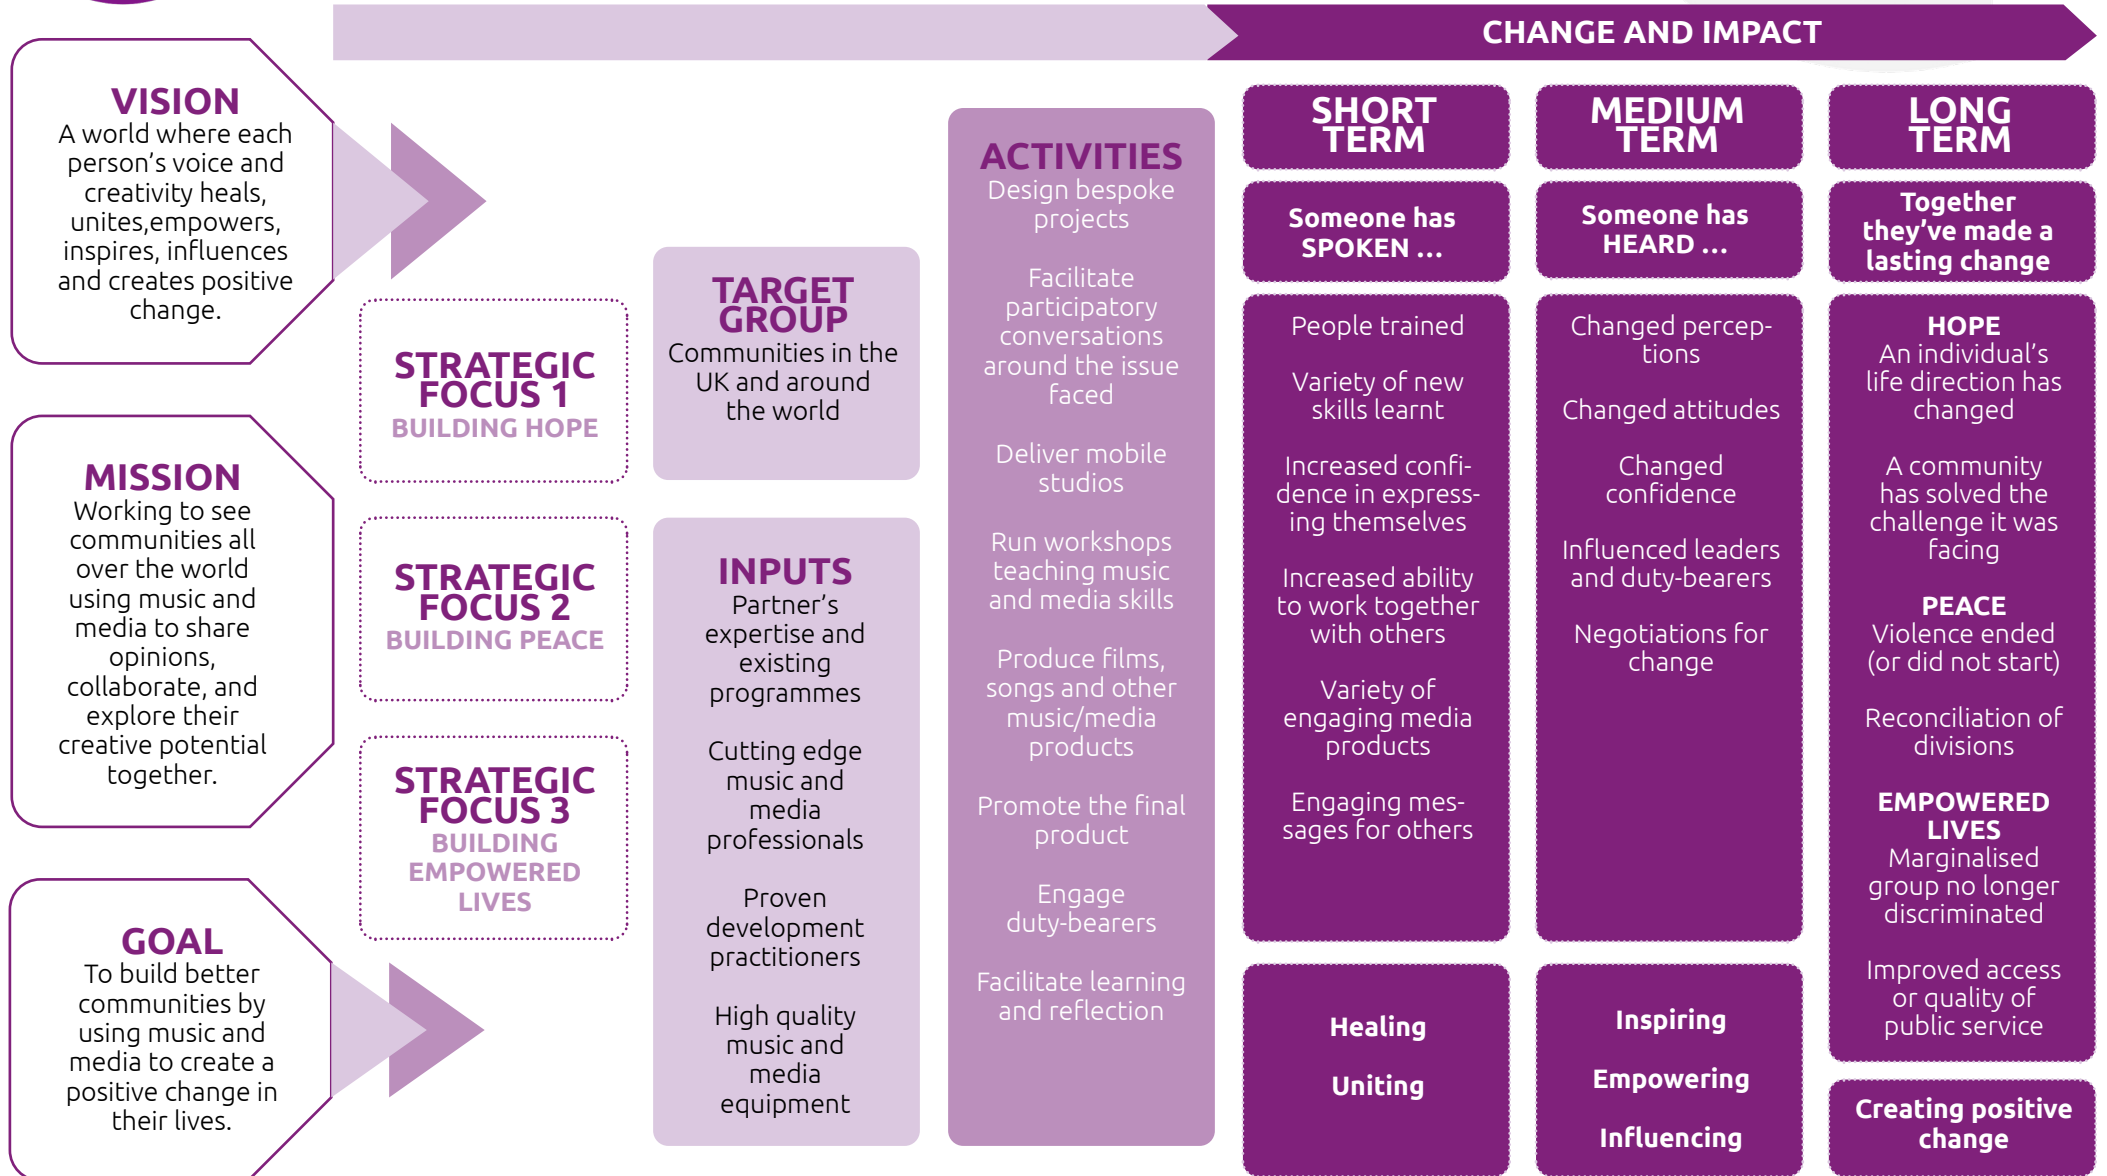 CHANGE AND IMPACT
VISION
A world where each
person's voice and
creativity heals,
unites,empowers,
inspires, influences
and creates positive
change.
MISSION
Working to see
communities all
over the world
using music and
media to share
opinions,
collaborate, and
explore their
creative potential
together.
GOAL
To build better
communities by
using music and
media to create a
positive change in
their lives.
STRATEGIC
FOCUS 1
BUILDING HOPE
STRATEGIC
FOCUS 2
BUILDING PEACE
STRATEGIC
FOCUS 3
BUILDING
EMPOWERED
LIVES
TARGET
GROUP
Communities in the
UK and around
the world
INPUTS
Partner's
expertise and
existing
programmes
Cutting edge
music and
media
professionals
Proven
development
practitioners
High quality
music and
media
equipment
ACTIVITIES
Design bespoke
projects
Facilitate
participatory
conversations
around the issue
faced
Deliver mobile
studios
Run workshops
teaching music
and media skills
Produce films,
songs and other
music/media
products
Promote the final
product
Engage
duty-bearers
Facilitate learning
and reflection
SHORT
TERM
Someone has
SPOKEN ...
People trained
Variety of new
skills learnt
Increased confi-
dence in express-
ing themselves
Increased ability
to work together
with others
Variety of
engaging media
products
Engaging mes-
sages for others
Healing
Uniting
MEDIUM
TERM
Someone has
HEARD ...
Changed percep-
tions
Changed attitudes
Changed
confidence
Influenced leaders
and duty-bearers
Negotiations for
change
Inspiring
Empowering
Influencing
LONG
TERM
Together
they've made a
lasting change
HOPE
An individual's
life direction has
changed
A community
has solved the
challenge it was
facing
PEACE
Violence ended
(or did not start)
Reconciliation of
divisions
EMPOWERED
LIVES
Marginalised
group no longer
discriminated
Improved access
or quality of
public service
Creating positive
change